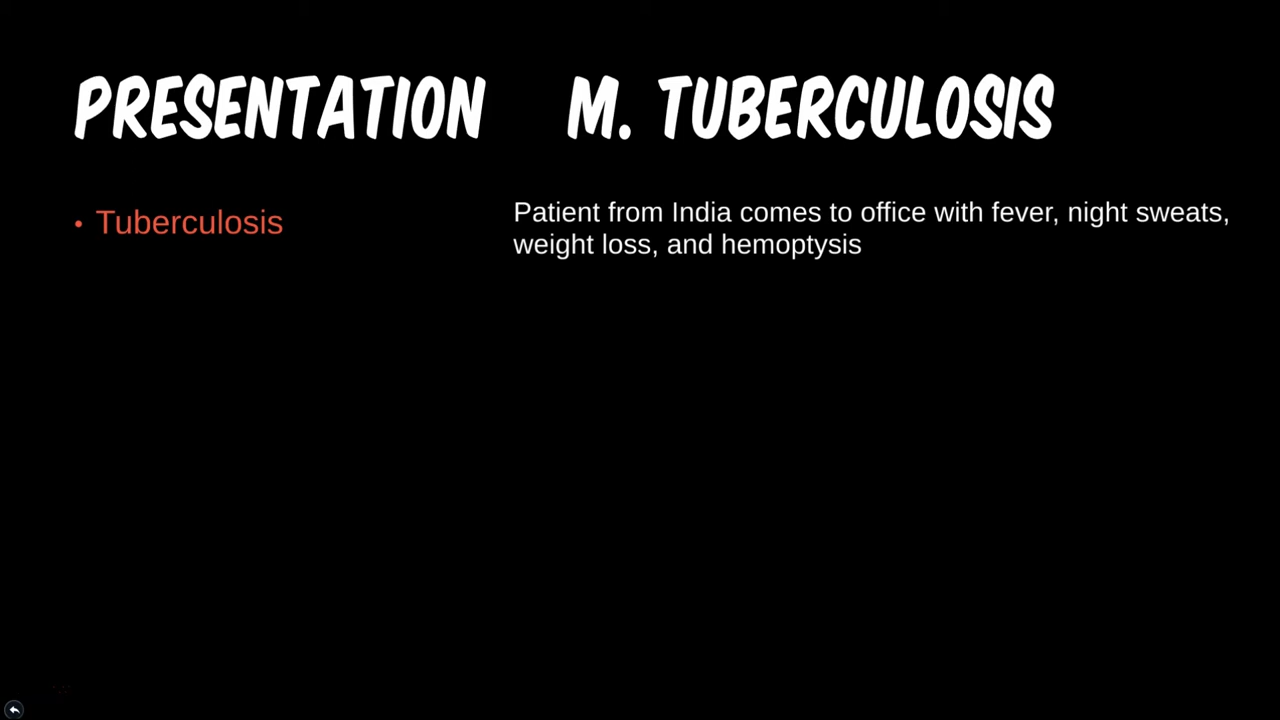 PRESENTATION M. TUBERCULOSIS
• Tuberculosis
Patient from India comes to office with fever, night sweats,
weight loss, and hemoptysis